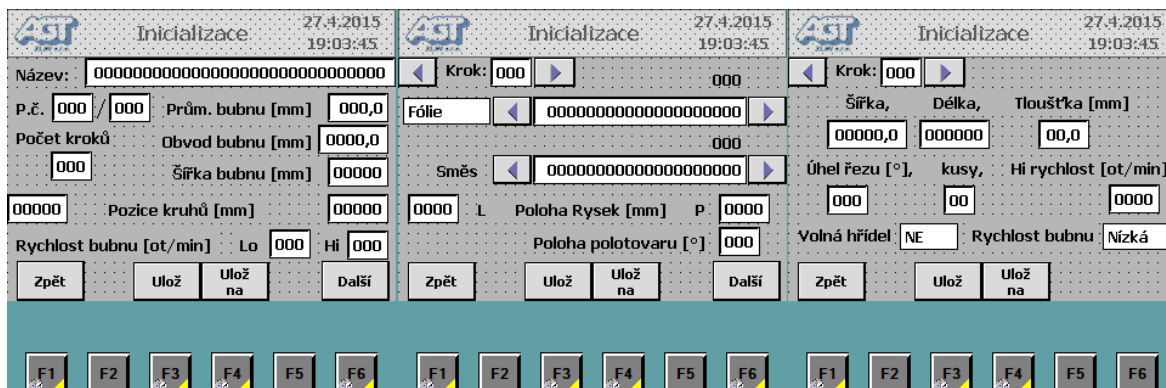 AGT Inicializace 27.4.2015
19:03:45
Název: 00000000000000000000000000000000
P.č. 000 / 000 Prům. bubnu [mm] 000,0
Počet kroků Obvod bubnu [mm] 0000,0
000 Šířka bubnu [mm] 00000
00000 Pozice kruhů [mm] 00000
Rychlost bubnu [ot/min] Lo 000 Hi 000
Zpět Ulož Ulož na Další
F1 F2 F3 F4 F5 F6
AGT Inicializace 27.4.2015
19:03:45
Krok: 000 000
Fólie 00000000000000000000
000
Směs 00000000000000000000
0000 L Poloha Rysek [mm] P 0000
Poloha polotovaru [°] 000
Zpět Ulož Ulož na Další
F1 F2 F3 F4 F5 F6
AGT Inicializace 27.4.2015
19:03:45
Krok: 000
Šířka, Délka, Tloušťka [mm]
00000,0 000000 00,0
Úhel řezu [°], kusy, Hi rychlost [ot/min]
000 00 0000
Volná hřídel NE Rychlost bubnu Nízká
Zpět Ulož Ulož na
F1 F2 F3 F4 F5 F6